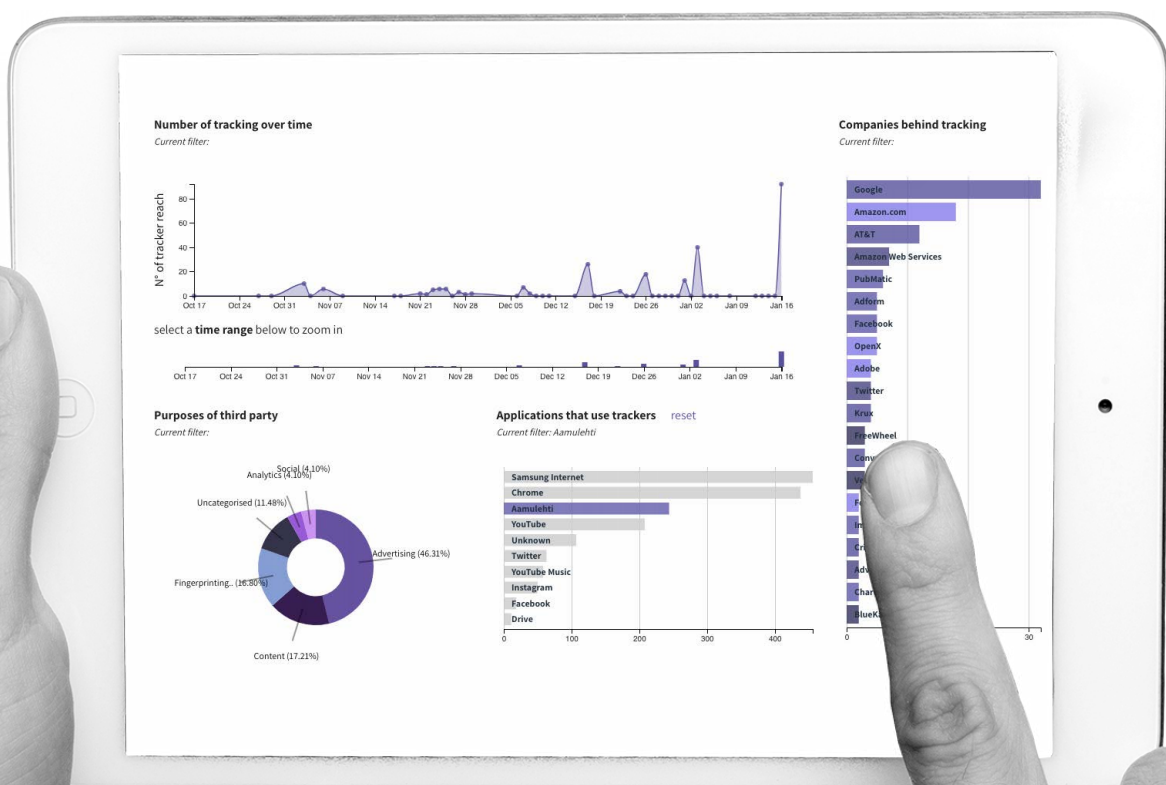 Number of tracking over time
Current filter:
N° of tracker reach
80
60
40
20
0
Oct 17 Oct 24 Oct 31 Nov 07 Nov 14 Nov 21 Nov 28 Dec 05 Dec 12 Dec 19 Dec 26 Jan 02 Jan 09 Jan 16
select a time range below to zoom in
Oct 17 Oct 24 Oct 31 Nov 07 Nov 14 Nov 21 Nov 28 Dec 05 Dec 12 Dec 19 Dec 26 Jan 02 Jan 09 Jan 16
Purposes of third party
Current filter:
Social (4.10%)
Analytics (4.10%)
Uncategorised (11.48%)
Advertising (46.31%)
Fingerprinting.. (16.80%)
Content (17.21%)
Applications that use trackers reset
Current filter: Aamulehti
Samsung Internet
Chrome
Aamulehti
YouTube
Unknown
Twitter
YouTube Music
Instagram
Facebook
Drive
0 100 200 300 400
Companies behind tracking
Current filter:
Google
Amazon.com
AT&T
Amazon Web Services
PubMatic
Adform
Facebook
OpenX
Adobe
Twitter
Krux
FreeWheel
0 30